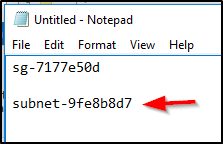 Untitled - Notepad
File Edit Format View Help
sg-7177e50d
subnet-9fe8b8d7